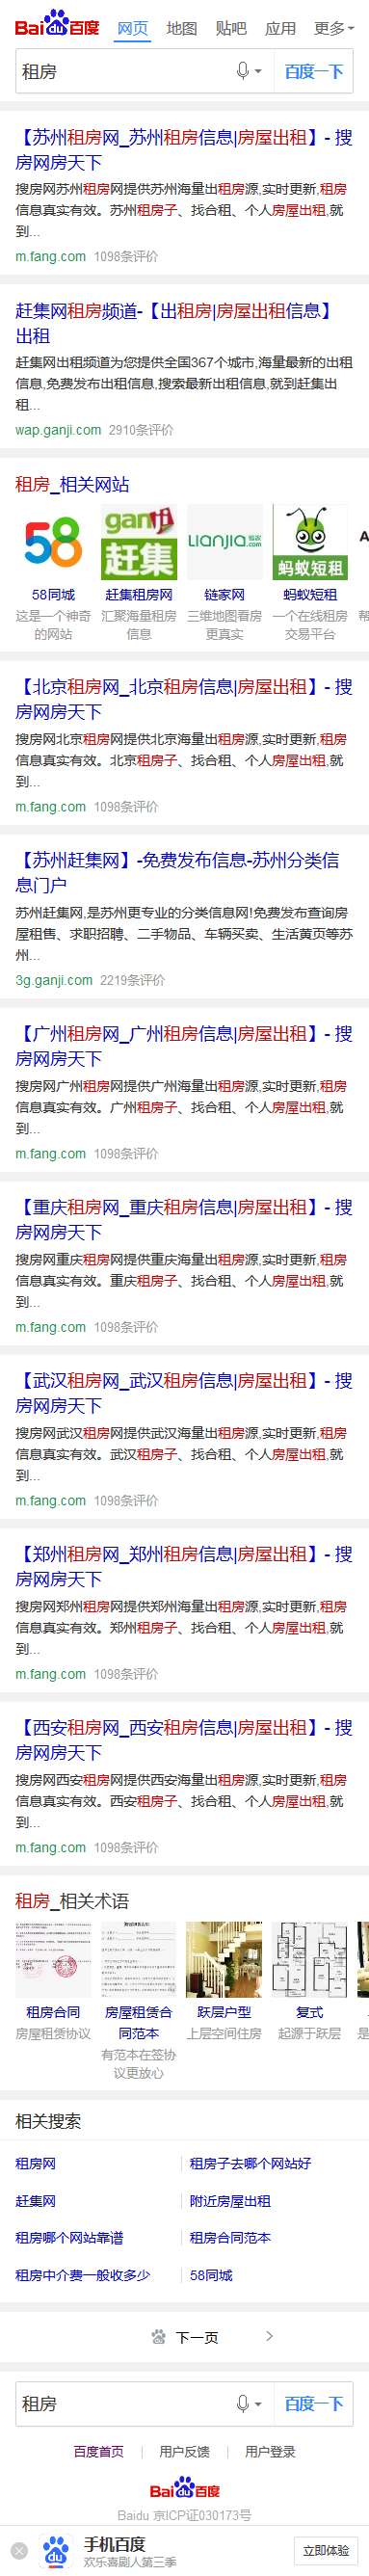 Bai du 百度 网页 地图 贴吧 应用 更多
租房 百度一下
【苏州租房网_苏州租房信息|房屋出租】- 搜
房网房天下
搜房网苏州租房网提供苏州海量出租房源,实时更新,租房
信息真实有效。苏州租房子、找合租、个人房屋出租,就
到...
m.fang.com 1098条评价
赶集网租房频道-【出租房|房屋出租信息】
出租
赶集网出租频道为您提供全国367个城市,海量最新的出租
信息,免费发布出租信息,搜索最新出租信息,就到赶集出
租...
wap.ganji.com 2910条评价
租房_相关网站
58 ganji 赶集 LIANJIA 链家 蚂蚁短租
58同城 赶集租房网 链家网 蚂蚁短租
这是一个神奇 汇聚海量租房 三维地图看房 一个在线租房
的网站 信息 更真实 交易平台
【北京租房网_北京租房信息|房屋出租】- 搜
房网房天下
搜房网北京租房网提供北京海量出租房源,实时更新,租房
信息真实有效。北京租房子、找合租、个人房屋出租,就
到...
m.fang.com 1098条评价
【苏州赶集网】-免费发布信息-苏州分类信
息门户
苏州赶集网,是苏州更专业的分类信息网!免费发布查询房
屋租售、求职招聘、二手物品、车辆买卖、生活黄页等苏
州...
3g.ganji.com 2219条评价
【广州租房网_广州租房信息|房屋出租】- 搜
房网房天下
搜房网广州租房网提供广州海量出租房源,实时更新,租房
信息真实有效。广州租房子、找合租、个人房屋出租,就
到...
m.fang.com 1098条评价
【重庆租房网_重庆租房信息|房屋出租】- 搜
房网房天下
搜房网重庆租房网提供重庆海量出租房源,实时更新,租房
信息真实有效。重庆租房子、找合租、个人房屋出租,就
到...
m.fang.com 1098条评价
【武汉租房网_武汉租房信息|房屋出租】- 搜
房网房天下
搜房网武汉租房网提供武汉海量出租房源,实时更新,租房
信息真实有效。武汉租房子、找合租、个人房屋出租,就
到...
m.fang.com 1098条评价
【郑州租房网_郑州租房信息|房屋出租】- 搜
房网房天下
搜房网郑州租房网提供郑州海量出租房源,实时更新,租房
信息真实有效。郑州租房子、找合租、个人房屋出租,就
到...
m.fang.com 1098条评价
【西安租房网_西安租房信息|房屋出租】- 搜
房网房天下
搜房网西安租房网提供西安海量出租房源,实时更新,租房
信息真实有效。西安租房子、找合租、个人房屋出租,就
到...
m.fang.com 1098条评价
租房_相关术语
租房合同 房屋租赁合 跃层户型 复式
房屋租赁协议 同范本 上层空间住房 起源于跃层 是
有范本在签协
议更放心
相关搜索
租房网 租房子去哪个网站好
赶集网 附近房屋出租
租房哪个网站靠谱 租房合同范本
租房中介费一般收多少 58同城
下一页
租房 百度一下
百度首页 用户反馈 用户登录
Bai du 百度
Baidu 京ICP证030173号
手机百度 立即体验
欢乐喜剧人第三季